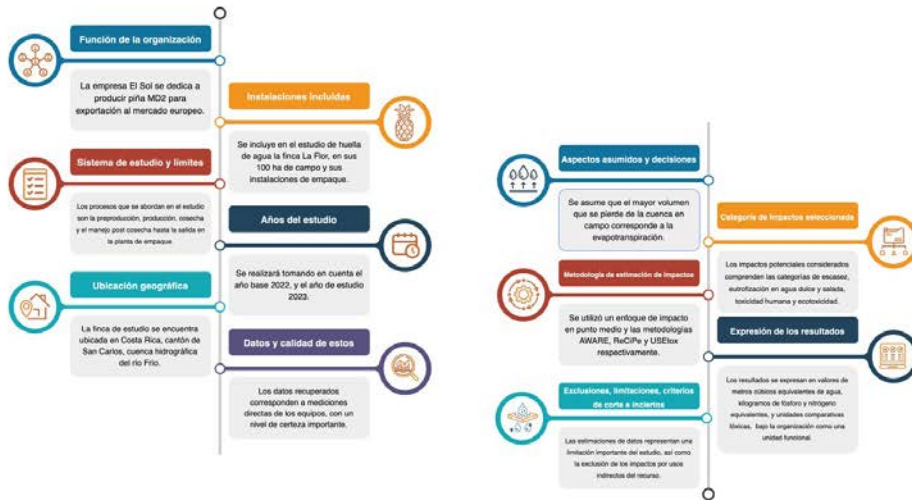 Función de la organización
La empresa El Sol se dedica a
producir piña MD2 para
exportación al mercado europeo.
Instalaciones incluidas
Se incluye en el estudio de huella
de agua la finca La Flor, en sus
100 ha de campo y sus
instalaciones de empaque.
Sistema de estudio y límites
Los procesos que se abordan en el estudio
son la preproducción, producción, cosecha
y el manejo post cosecha hasta la salida en
la planta de empaque.
Años del estudio
Se realizará tomando en cuenta el
año base 2022, y el año de estudio
2023.
Ubicación geográfica
La finca de estudio se encuentra
ubicada en Costa Rica, cantón de
San Carlos, cuenca hidrográfica
del río Frío.
Datos y calidad de estos
Los datos recuperados
corresponden a mediciones
directas de los equipos, con un
nivel de certeza importante.
Aspectos asumidos y decisiones
Se asume que el mayor volumen
que se pierde de la cuenca en
campo corresponde a la
evapotranspiración.
Categoría de impactos seleccionada
Los impactos potenciales considerados
comprenden las categorías de escasez,
eutrofización en agua dulce y salada,
toxicidad humana y ecotoxicidad.
Metodología de estimación de impactos
Se utilizó un enfoque de impacto
en punto medio y las metodologías
AWARE, ReCiPe y USEtox
respectivamente.
Expresión de los resultados
Los resultados se expresan en valores de
metros cúbicos equivalentes de agua,
kilogramos de fósforo y nitrógeno
equivalentes, y unidades comparativas
tóxicas, bajo la organización como una
unidad funcional.
Exclusiones, limitaciones, criterios
de corte e inciertos
Las estimaciones de datos representan una
limitación importante del estudio, así como
la exclusión de los impactos por usos
indirectos del recurso.